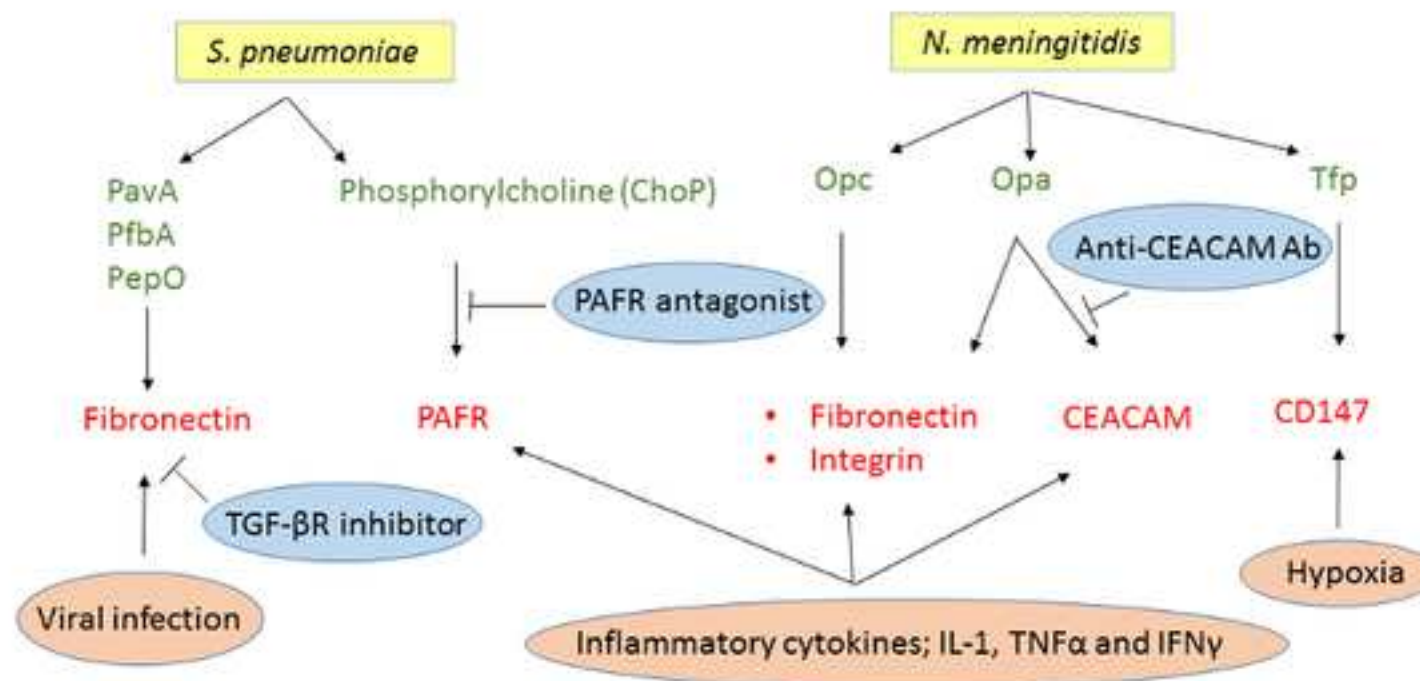 S. pneumoniae
N. meningitidis
PavA
PfbA
PepO
Phosphorylcholine (ChoP)
Opc
Opa
Tfp
Anti-CEACAM Ab
PAFR antagonist
Fibronectin
PAFR
• Fibronectin
• Integrin
CEACAM
CD147
TGF-βR inhibitor
Viral infection
Hypoxia
Inflammatory cytokines; IL-1, TNFα and IFNγ